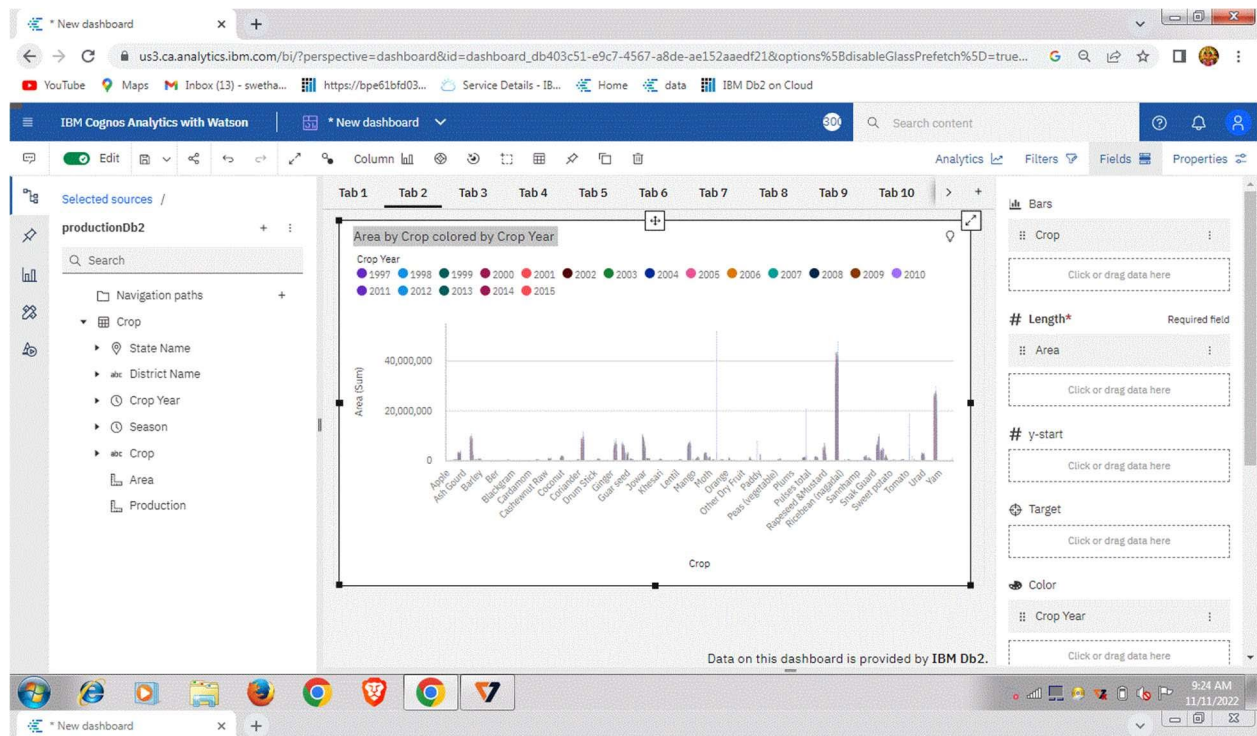 * New dashboard
us3.ca.analytics.ibm.com/bi/?perspective=dashboard&id=dashboard_db403c51-e9c7-4567-a8de-ae152aaedf21&options%5BdisableGlassPrefetch%5D=true...
YouTube Maps Inbox (13) - swetha... https://bpe61bfd03... Service Details - IB... Home data IBM Db2 on Cloud
IBM Cognos Analytics with Watson * New dashboard 30 Search content
Edit Column Analytics Filters Fields Properties
Selected sources /
productionDb2
Search
Navigation paths
Crop
State Name
District Name
Crop Year
Season
Crop
Area
Production
Tab 1 Tab 2 Tab 3 Tab 4 Tab 5 Tab 6 Tab 7 Tab 8 Tab 9 Tab 10
Area by Crop colored by Crop Year
Crop Year
1997 1998 1999 2000 2001 2002 2003 2004 2005 2006 2007 2008 2009 2010
2011 2012 2013 2014 2015
Area (Sum)
40,000,000
20,000,000
0
Apple
Ash Gourd
Barley
Ber
Blackgram
Cardamom
Cashewnut Raw
Coconut
Coriander
Drum Stick
Ginger
Guar seed
Jowar
Khesari
Lentil
Mango
Moth
Orange
Other Dry Fruit
Paddy
Peas (vegetable)
Plums
Pulses total
Rapeseed &Mustard
Ricebean (nagadal)
Sannhamp
Snak Guard
Sweet potato
Tomato
Urad
Yam
Crop
Data on this dashboard is provided by IBM Db2.
Bars
Crop
Click or drag data here
# Length* Required field
Area
Click or drag data here
# y-start
Click or drag data here
Target
Click or drag data here
Color
Crop Year
Click or drag data here
9:24 AM
11/11/2022
* New dashboard